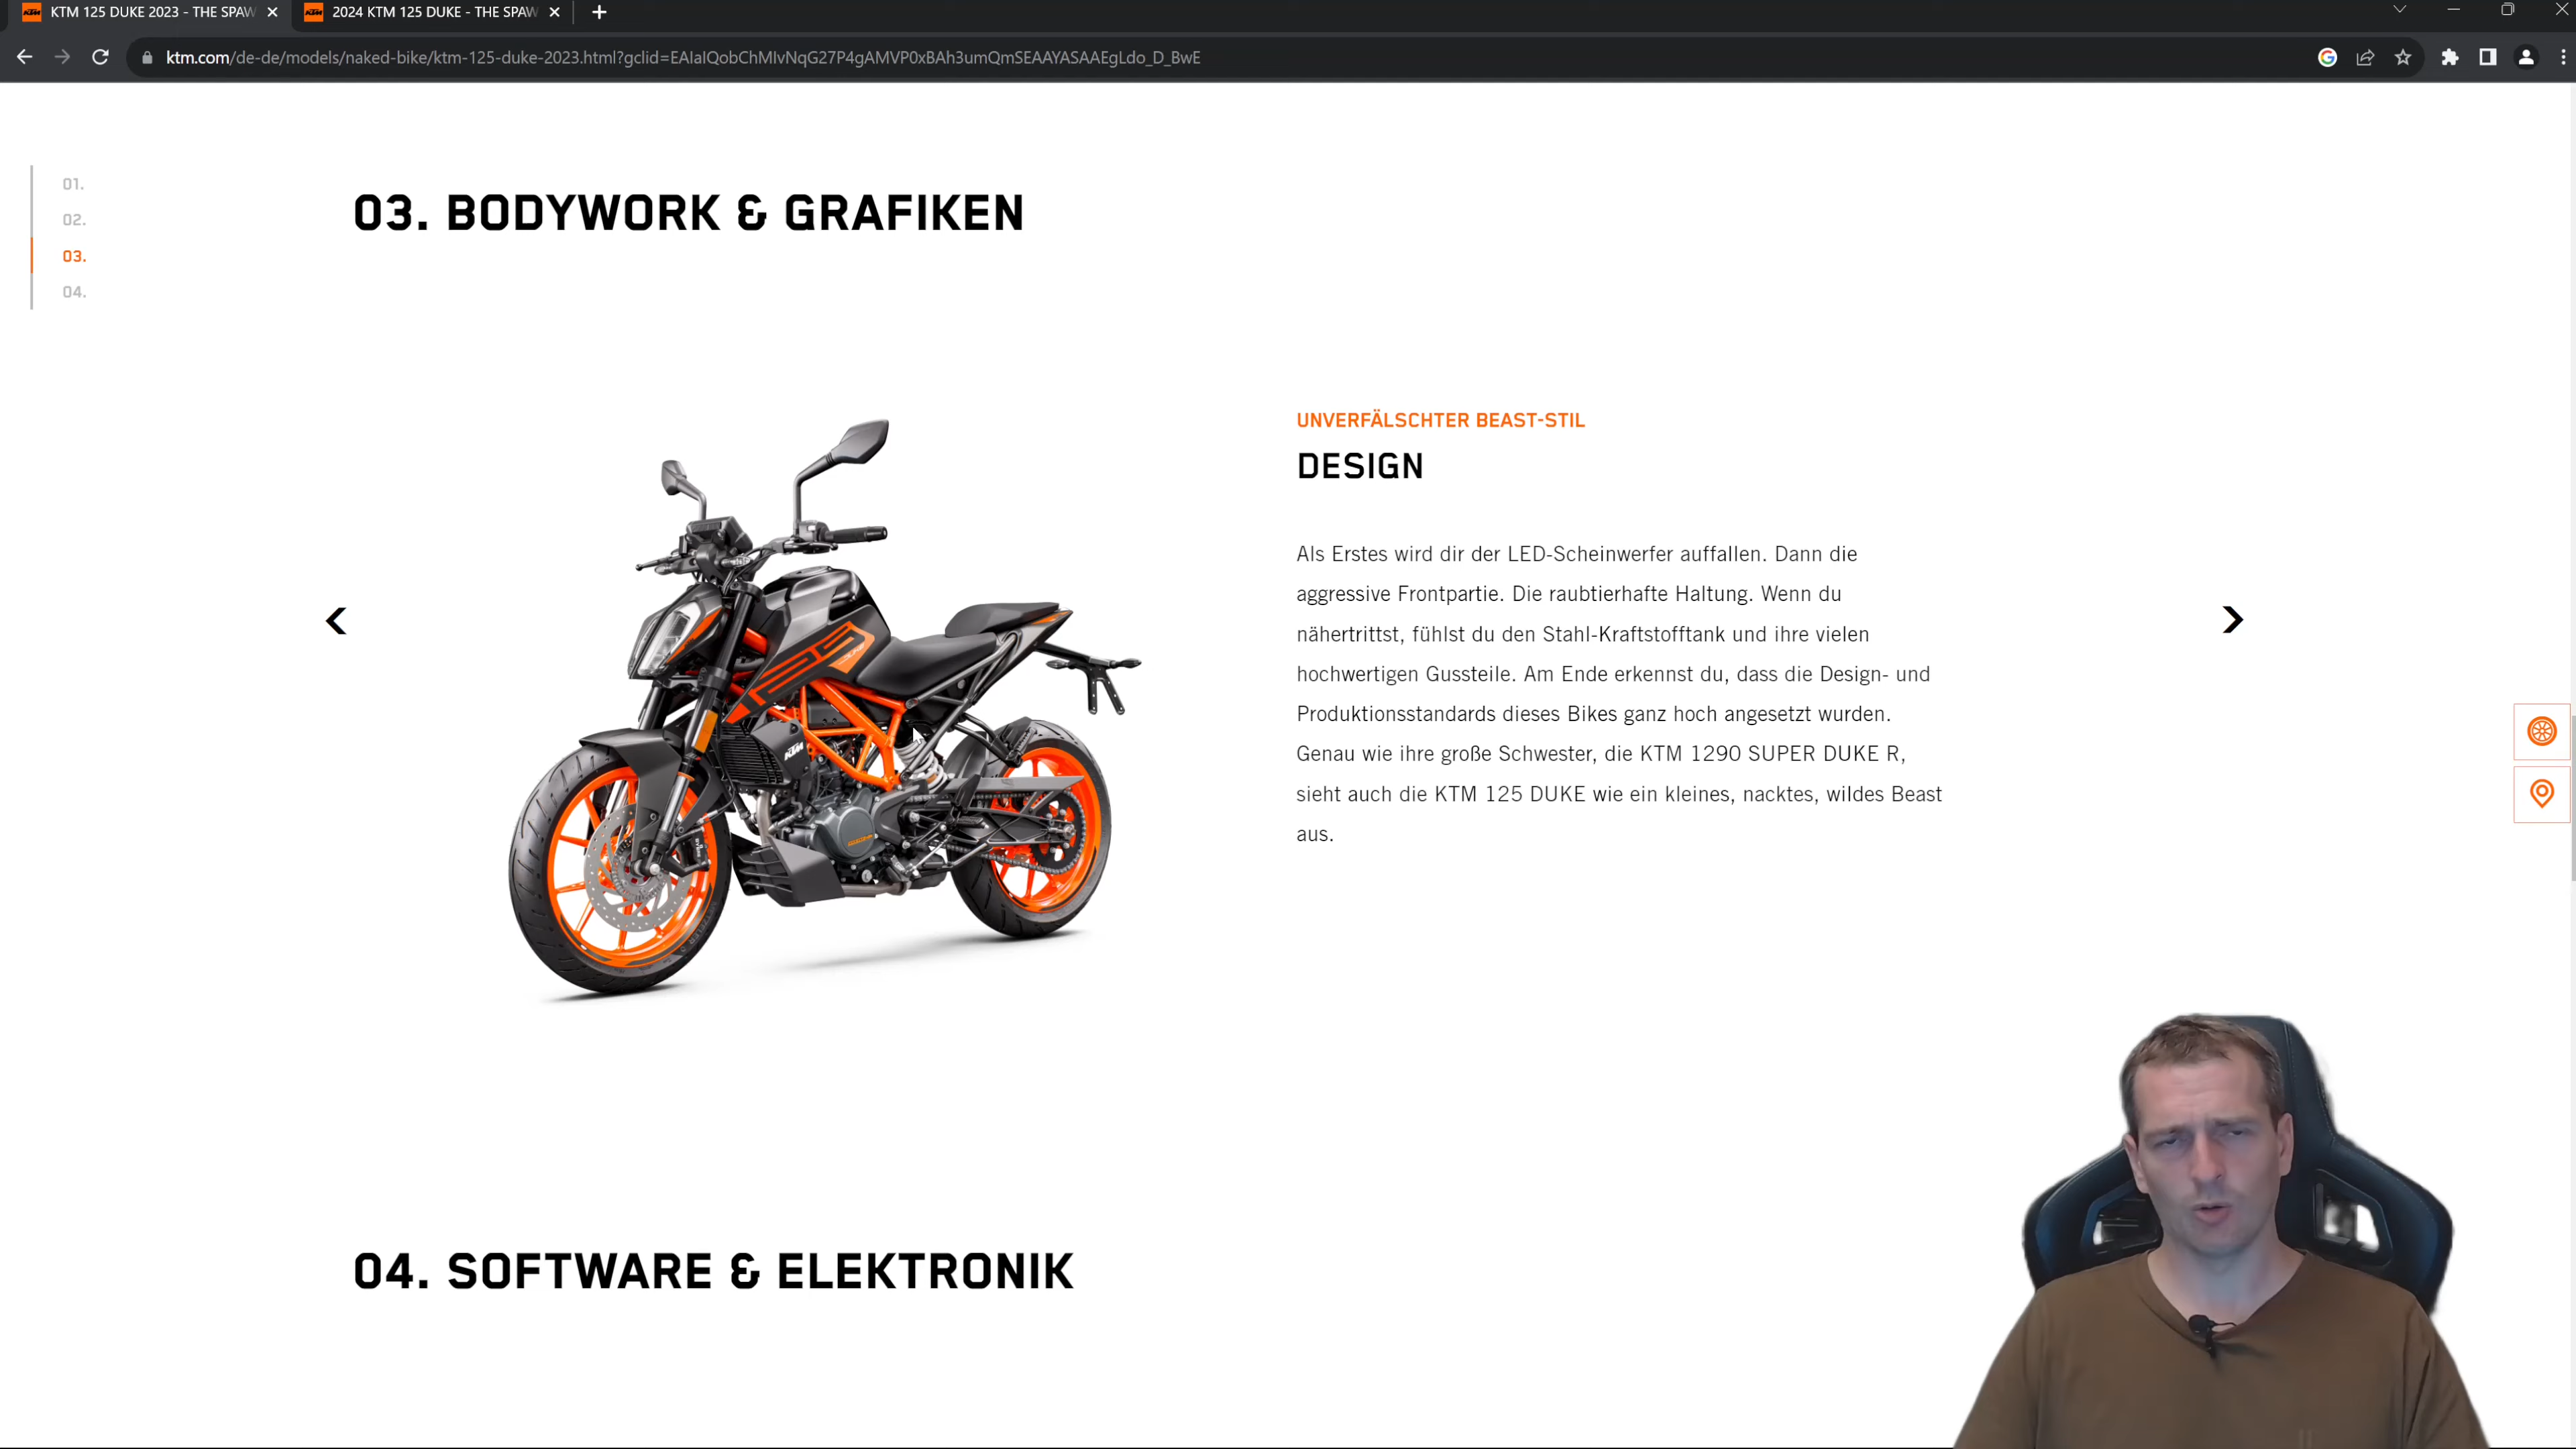 KTM 125 DUKE 2023 - THE SPAW
2024 KTM 125 DUKE - THE SPAW
ktm.com/de-de/models/naked-bike/ktm-125-duke-2023.html?gclid=EAIaIQobChMIvNqG27P4gAMVP0xBAh3umQmSEAAYASAAEgLdo_D_BwE
01.
02.
03.
04.
03. BODYWORK & GRAFIKEN
UNVERFÄLSCHTER BEAST-STIL
DESIGN
Als Erstes wird dir der LED-Scheinwerfer auffallen. Dann die
aggressive Frontpartie. Die raubtierhafte Haltung. Wenn du
nähertrittst, fühlst du den Stahl-Kraftstofftank und ihre vielen
hochwertigen Gussteile. Am Ende erkennst du, dass die Design- und
Produktionsstandards dieses Bikes ganz hoch angesetzt wurden.
Genau wie ihre große Schwester, die KTM 1290 SUPER DUKE R,
sieht auch die KTM 125 DUKE wie ein kleines, nacktes, wildes Beast
aus.
125
KTM
04. SOFTWARE & ELEKTRONIK